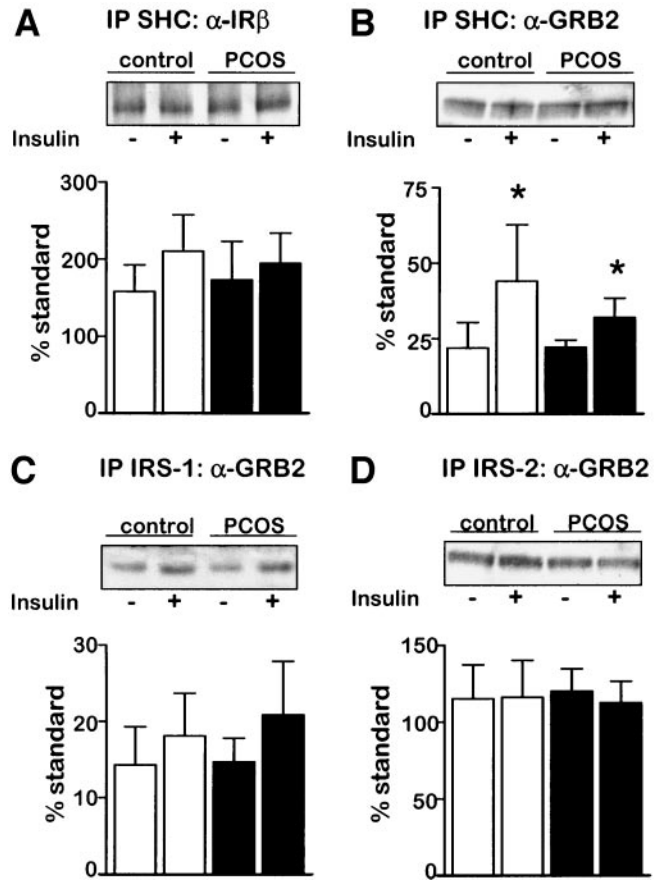 A IP SHC: α-IRβ
control PCOS
Insulin - + - +
300
200
100
0
% standard
B IP SHC: α-GRB2
control PCOS
Insulin - + - +
75
50
25
0
% standard
*
*
C IP IRS-1: α-GRB2
control PCOS
Insulin - + - +
30
20
10
0
% standard
D IP IRS-2: α-GRB2
control PCOS
Insulin - + - +
150
100
50
0
% standard